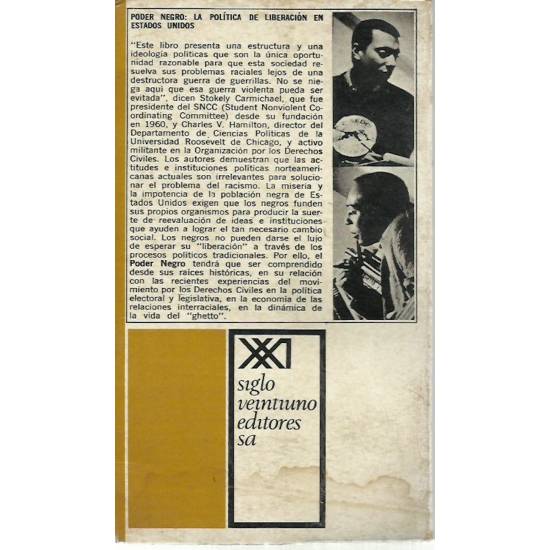 PODER NEGRO: LA POLÍTICA DE LIBERACIÓN EN
ESTADOS UNIDOS
"Este libro presenta una estructura y una
ideología políticas que son la única oportu-
nidad razonable para que esta sociedad re-
suelva sus problemas raciales lejos de una
destructora guerra de guerrillas. No se nie-
ga aquí que esa guerra violenta pueda ser
evitada", dicen Stokely Carmichael, que fue
presidente del SNCC (Student Nonviolent Co-
ordinating Committee) desde su fundación
en 1960, y Charles V. Hamilton, director del
Departamento de Ciencias Políticas de la
Universidad Roosevelt de Chicago, y activo
militante en la Organización por los Derechos
Civiles. Los autores demuestran que las ac-
titudes e instituciones políticas norteameri-
canas actuales son irrelevantes para solucio-
nar el problema del racismo. La miseria y
la impotencia de la población negra de Es-
tados Unidos exigen que los negros funden
sus propios organismos para producir la suer-
te de reevaluación de ideas e instituciones
que ayuden a lograr el tan necesario cambio
social. Los negros no pueden darse el lujo
de esperar su "liberación" a través de los
procesos políticos tradicionales. Por ello, el
Poder Negro tendrá que ser comprendido
desde sus raíces históricas, en su relación
con las recientes experiencias del movi-
miento por los Derechos Civiles en la política
electoral y legislativa, en la economía de las
relaciones interraciales, en la dinámica de
la vida del "ghetto".
siglo
veintiuno
editores
sa